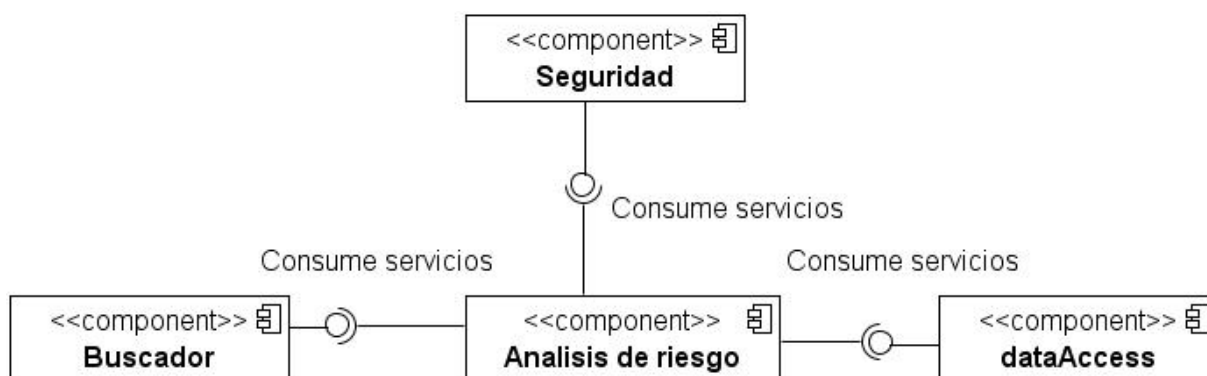 <<component>>
Seguridad
Consume servicios
Consume servicios
Consume servicios
<<component>>
Buscador
<<component>>
Analisis de riesgo
<<component>>
dataAccess